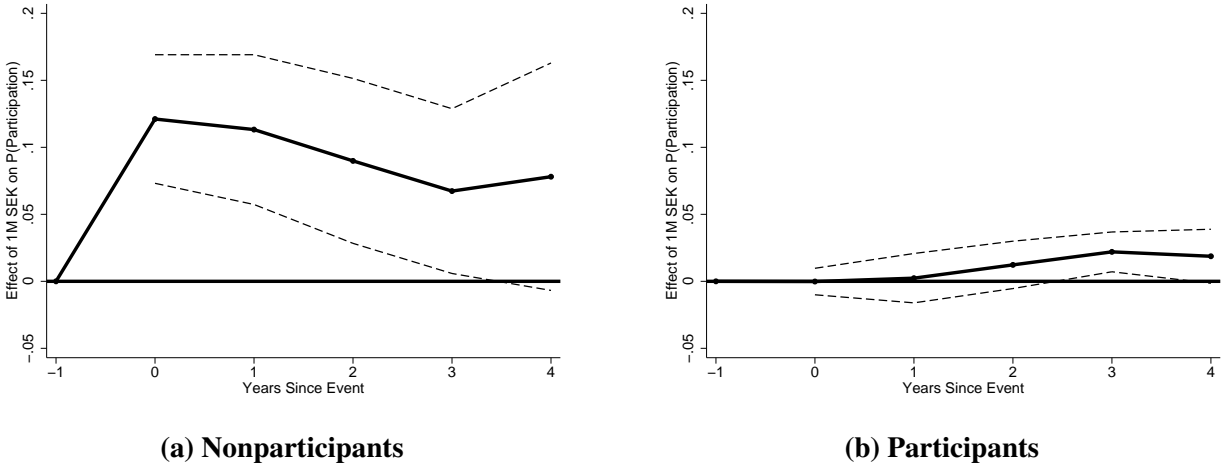 Effect of 1M SEK on P(Participation)
.2
.15
.1
.05
0
-.05
−1 0 1 2 3 4
Years Since Event
(a) Nonparticipants
Effect of 1M SEK on P(Participation)
.2
.15
.1
.05
0
-.05
−1 0 1 2 3 4
Years Since Event
(b) Participants